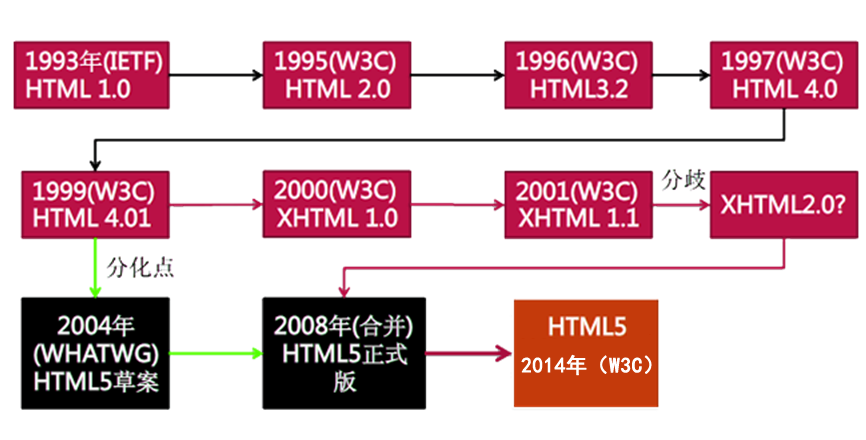 1993年(IETF)
HTML 1.0
1995(W3C)
HTML 2.0
1996(W3C)
HTML3.2
1997(W3C)
HTML 4.0
1999(W3C)
HTML 4.01
2000(W3C)
XHTML 1.0
2001(W3C)
XHTML 1.1
分歧
XHTML2.0?
分化点
2004年
(WHATWG)
HTML5草案
2008年(合并)
HTML5正式
版
HTML5
2014年（W3C）